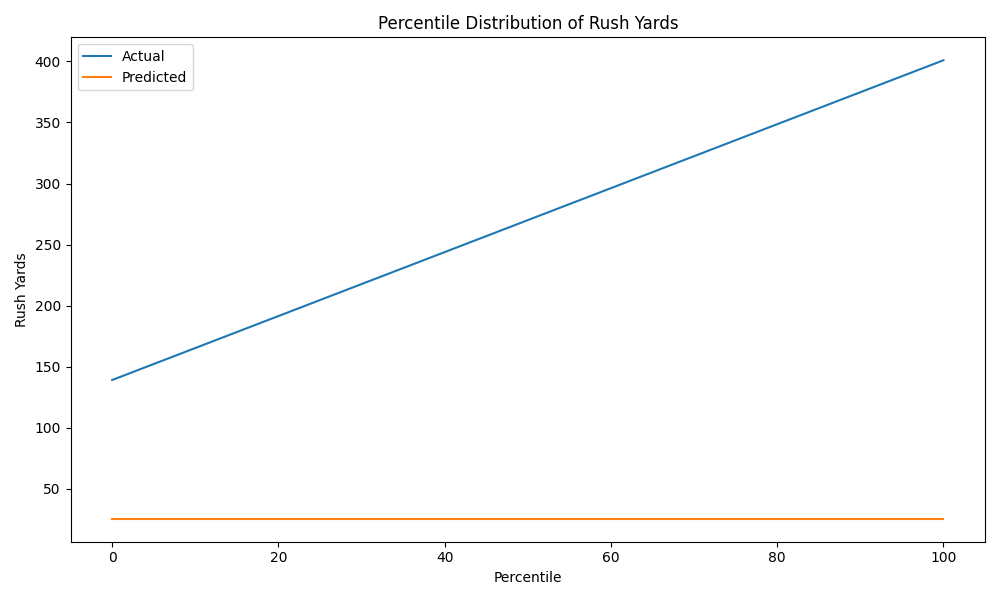 Percentile Distribution of Rush Yards
Actual
Predicted
400
350
300
250
200
150
100
50
Rush Yards
0 20 40 60 80 100
Percentile